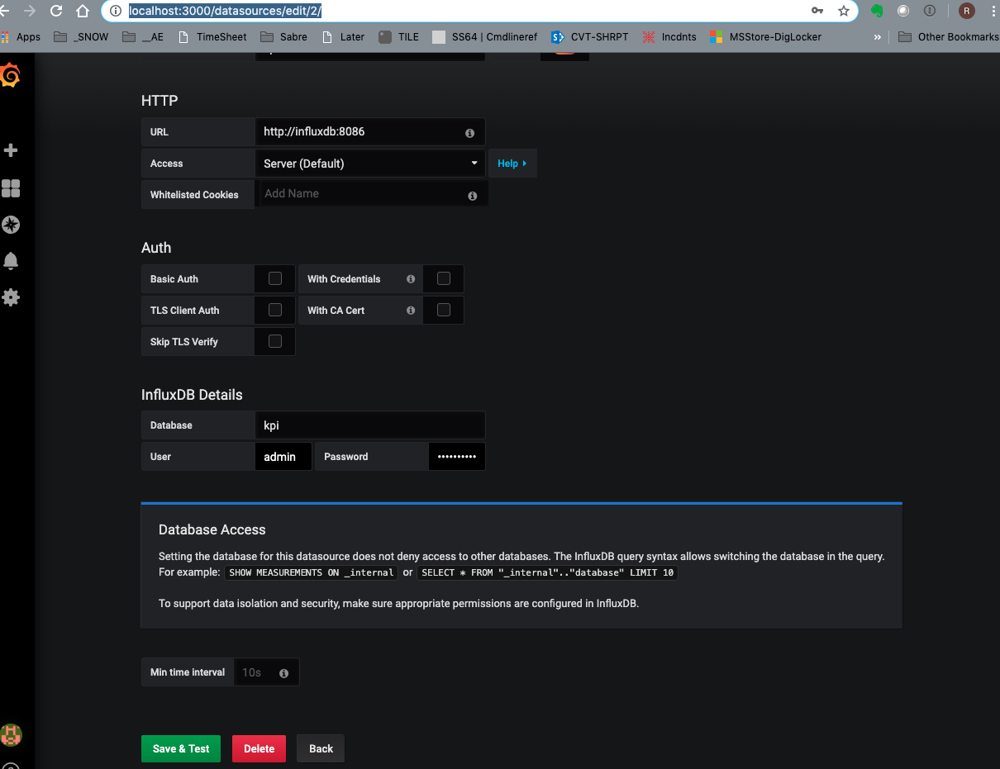 localhost:3000/datasources/edit/2/
R
Apps _SNOW __AE TimeSheet Sabre Later TILE SS64 | Cmdlineref CVT-SHRPT Incdnts MSStore-DigLocker » Other Bookmarks
HTTP
URL http://influxdb:8086
Access Server (Default) Help
Whitelisted Cookies Add Name
Auth
Basic Auth With Credentials
TLS Client Auth With CA Cert
Skip TLS Verify
InfluxDB Details
Database kpi
User admin Password ··········
Database Access
Setting the database for this datasource does not deny access to other databases. The InfluxDB query syntax allows switching the database in the query.
For example: SHOW MEASUREMENTS ON _internal or SELECT * FROM "_internal".."database" LIMIT 10
To support data isolation and security, make sure appropriate permissions are configured in InfluxDB.
Min time interval 10s
Save & Test Delete Back